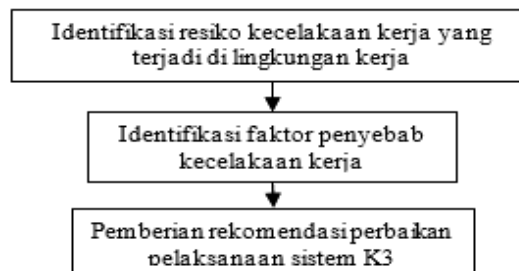 Identifikasi resiko kecelakaan kerja yang
terjadi di lingkungan kerja
Identifikasi faktor penyebab
kecelakaan kerja
Pemberian rekomendasi perbaikan
pelaksanaan sistem K3